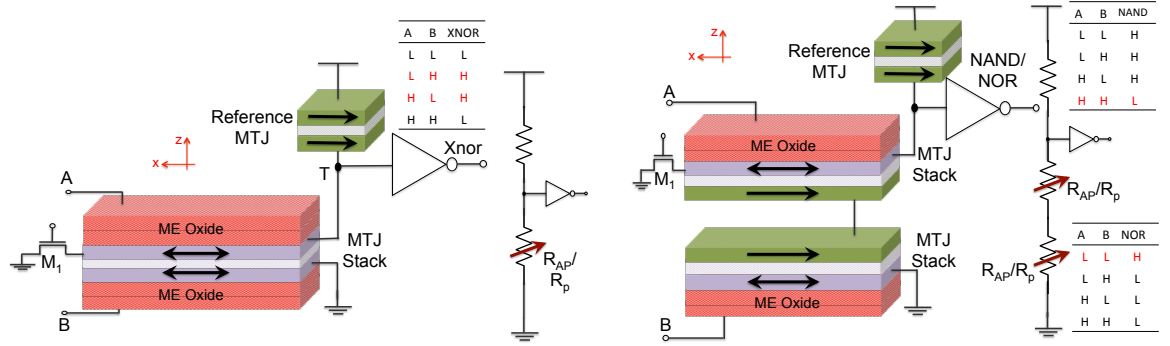 A B XNOR
L L L
L H H
H L H
H H L
Reference
MTJ
z
x
T
Xnor
A
ME Oxide
MTJ
Stack
M1
ME Oxide
B
RAP/
Rp
z
x
Reference
MTJ
NAND/
NOR
A
ME Oxide
MTJ
Stack
M1
MTJ
Stack
ME Oxide
B
A B NAND
L L H
L H H
H L H
H H L
RAP/Rp
RAP/Rp
A B NOR
L L H
L H L
H L L
H H L